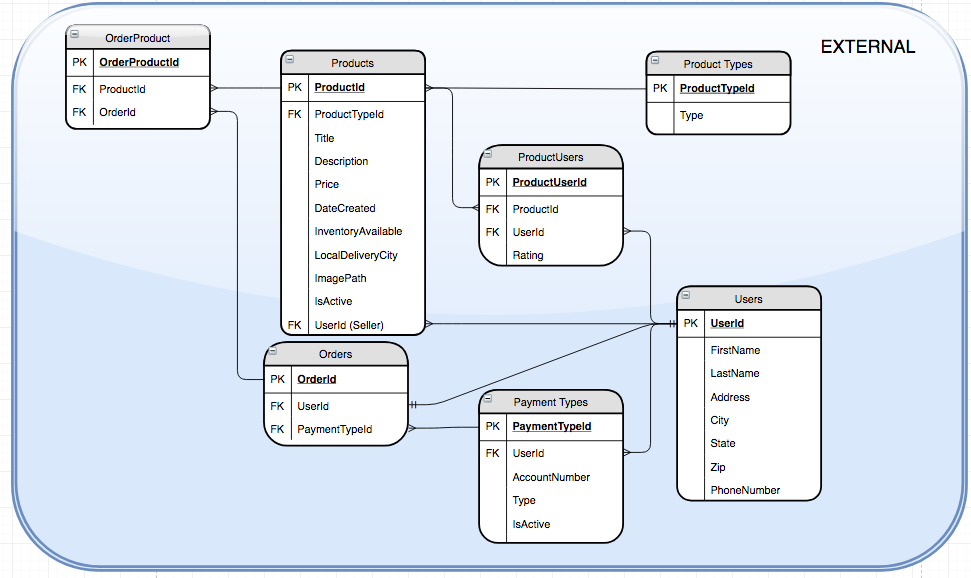 EXTERNAL
OrderProduct
PK OrderProductId
FK ProductId
FK OrderId
Products
PK ProductId
FK ProductTypeId
Title
Description
Price
DateCreated
InventoryAvailable
LocalDeliveryCity
ImagePath
IsActive
FK UserId (Seller)
Product Types
PK ProductTypeId
Type
ProductUsers
PK ProductUserId
FK ProductId
FK UserId
Rating
Users
PK UserId
FirstName
LastName
Address
City
State
Zip
PhoneNumber
Orders
PK OrderId
FK UserId
FK PaymentTypeId
Payment Types
PK PaymentTypeId
FK UserId
AccountNumber
Type
IsActive